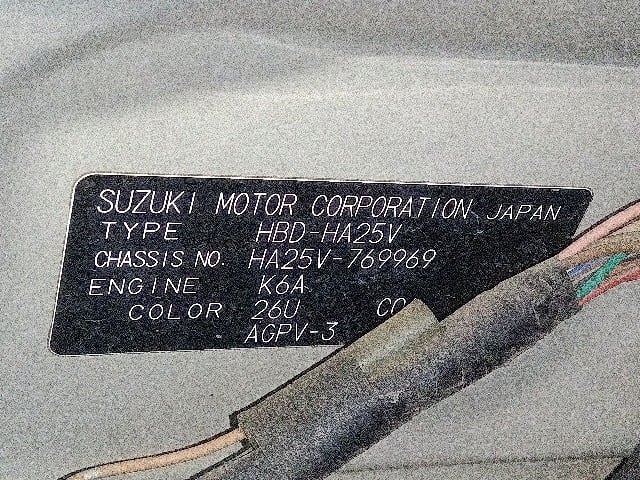 SUZUKI MOTOR CORPORATION, JAPAN
TYPE HBD-HA25V
CHASSIS NO. HA25V-769969
ENGINE K6A
COLOR 26U
AGPV-3